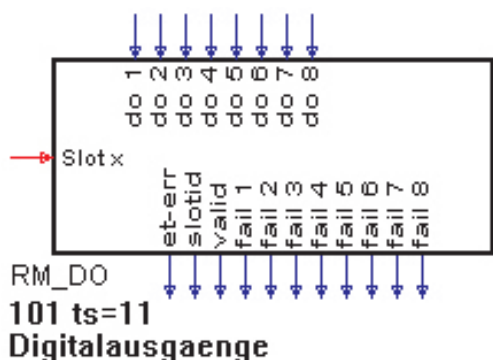 do 1
do 2
do 3
do 4
do 5
do 6
do 7
do 8
Slot x
et-err
slotid
valid
fail 1
fail 2
fail 3
fail 4
fail 5
fail 6
fail 7
fail 8
RM_DO
101 ts=11
Digitalausgaenge